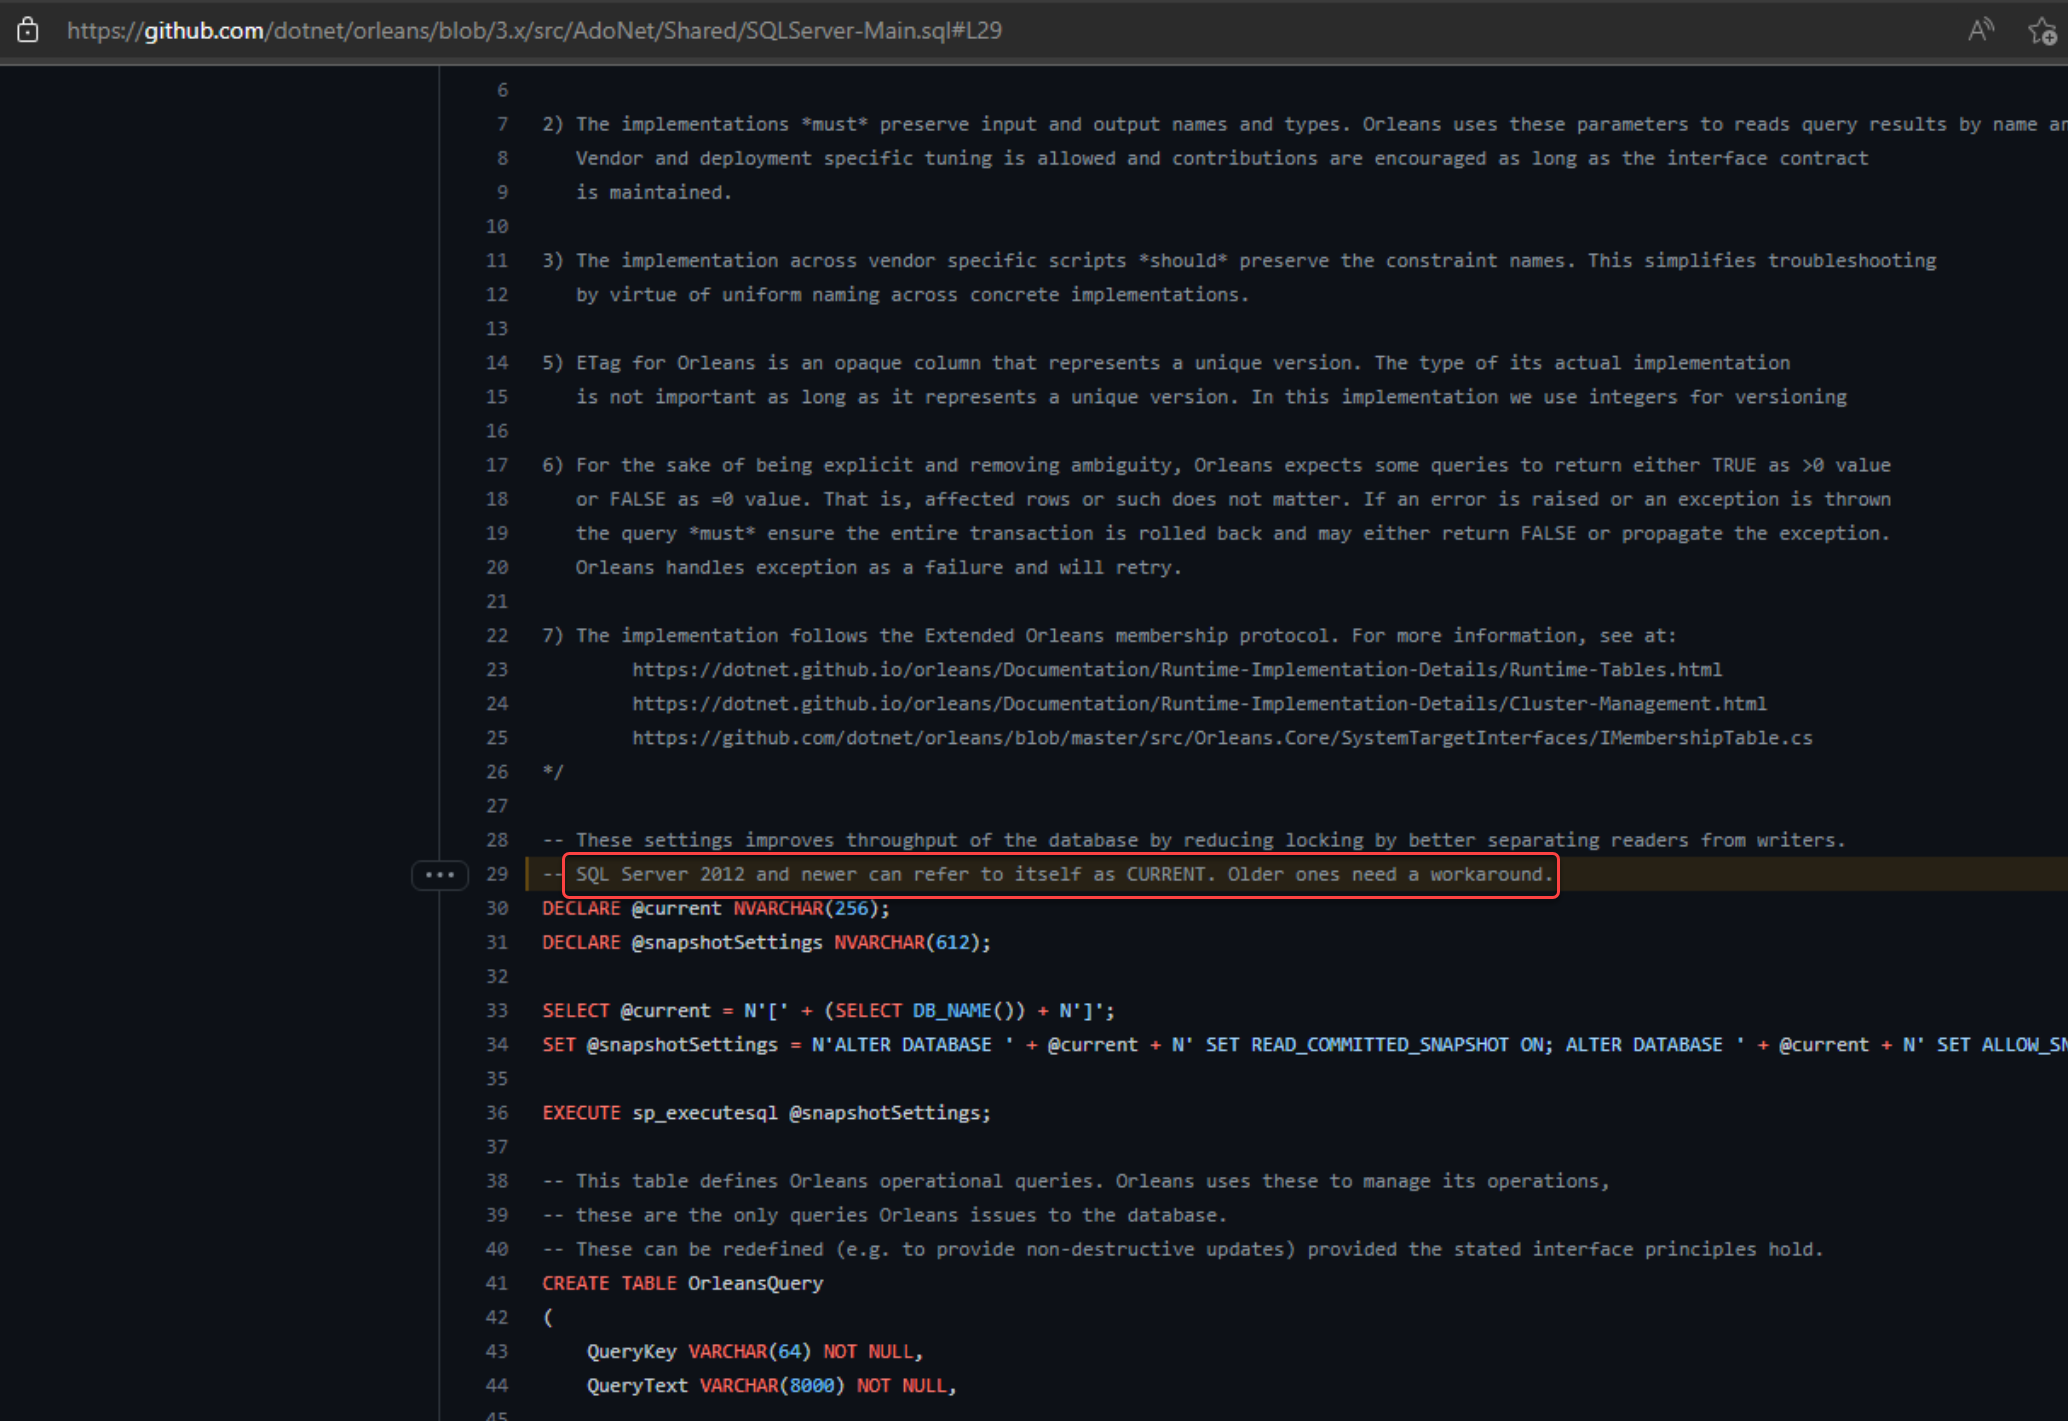 https://github.com/dotnet/orleans/blob/3.x/src/AdoNet/Shared/SQLServer-Main.sql#L29
6
7 2) The implementations *must* preserve input and output names and types. Orleans uses these parameters to reads query results by name an
8 Vendor and deployment specific tuning is allowed and contributions are encouraged as long as the interface contract
9 is maintained.
10
11 3) The implementation across vendor specific scripts *should* preserve the constraint names. This simplifies troubleshooting
12 by virtue of uniform naming across concrete implementations.
13
14 5) ETag for Orleans is an opaque column that represents a unique version. The type of its actual implementation
15 is not important as long as it represents a unique version. In this implementation we use integers for versioning
16
17 6) For the sake of being explicit and removing ambiguity, Orleans expects some queries to return either TRUE as >0 value
18 or FALSE as =0 value. That is, affected rows or such does not matter. If an error is raised or an exception is thrown
19 the query *must* ensure the entire transaction is rolled back and may either return FALSE or propagate the exception.
20 Orleans handles exception as a failure and will retry.
21
22 7) The implementation follows the Extended Orleans membership protocol. For more information, see at:
23 https://dotnet.github.io/orleans/Documentation/Runtime-Implementation-Details/Runtime-Tables.html
24 https://dotnet.github.io/orleans/Documentation/Runtime-Implementation-Details/Cluster-Management.html
25 https://github.com/dotnet/orleans/blob/master/src/Orleans.Core/SystemTargetInterfaces/IMembershipTable.cs
26 */
27
28 -- These settings improves throughput of the database by reducing locking by better separating readers from writers.
29 -- SQL Server 2012 and newer can refer to itself as CURRENT. Older ones need a workaround.
30 DECLARE @current NVARCHAR(256);
31 DECLARE @snapshotSettings NVARCHAR(612);
32
33 SELECT @current = N'[' + (SELECT DB_NAME()) + N']';
34 SET @snapshotSettings = N'ALTER DATABASE ' + @current + N' SET READ_COMMITTED_SNAPSHOT ON; ALTER DATABASE ' + @current + N' SET ALLOW_SN
35
36 EXECUTE sp_executesql @snapshotSettings;
37
38 -- This table defines Orleans operational queries. Orleans uses these to manage its operations,
39 -- these are the only queries Orleans issues to the database.
40 -- These can be redefined (e.g. to provide non-destructive updates) provided the stated interface principles hold.
41 CREATE TABLE OrleansQuery
42 (
43 QueryKey VARCHAR(64) NOT NULL,
44 QueryText VARCHAR(8000) NOT NULL,
45